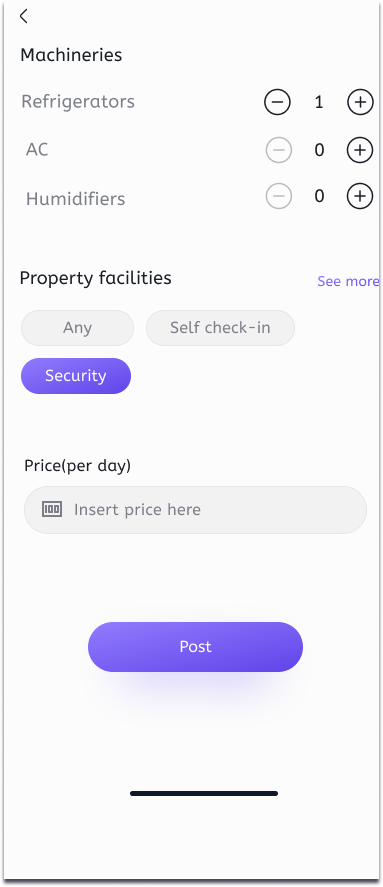 Machineries
Refrigerators 1
AC 0
Humidifiers 0
Property facilities See more
Any Self check-in
Security
Price(per day)
Insert price here
Post